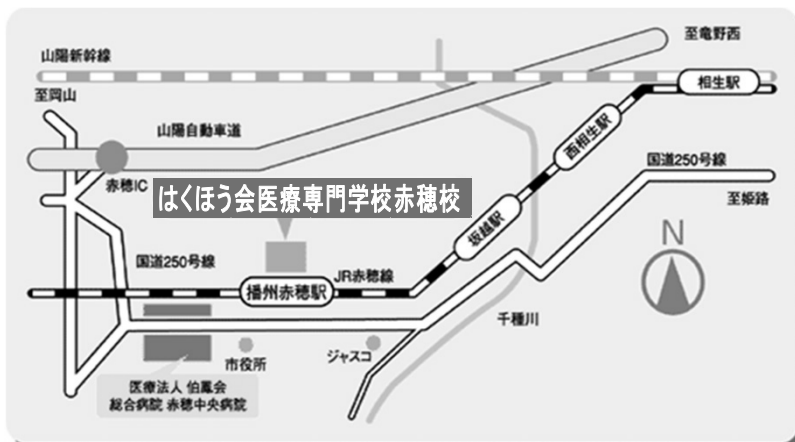 至竜野西
山陽新幹線
相生駅
至岡山
山陽自動車道
西相生駅
国道250号線
赤穂IC
はくほう会医療専門学校赤穂校
至姫路
坂越駅
N
国道250号線
JR赤穂線
播州赤穂駅
千種川
市役所
ジャスコ
医療法人 伯鳳会
総合病院 赤穂中央病院